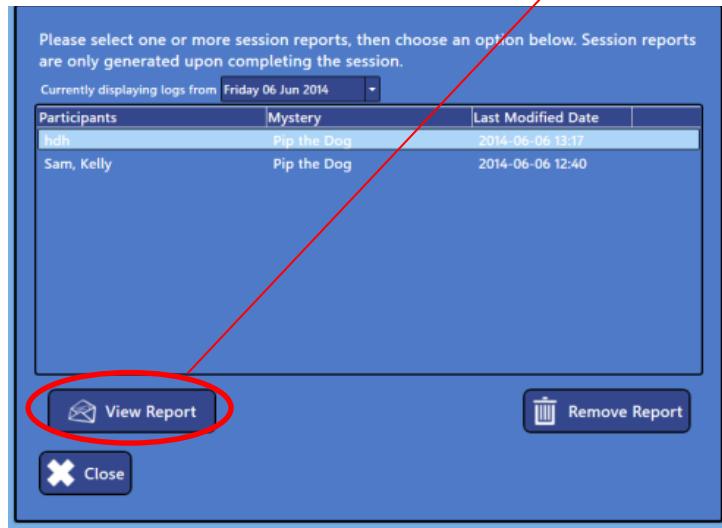 Please select one or more session reports, then choose an option below. Session reports
are only generated upon completing the session.
Currently displaying logs from Friday 06 Jun 2014
Participants Mystery Last Modified Date
hdh Pip the Dog 2014-06-06 13:17
Sam, Kelly Pip the Dog 2014-06-06 12:40
View Report Remove Report
Close